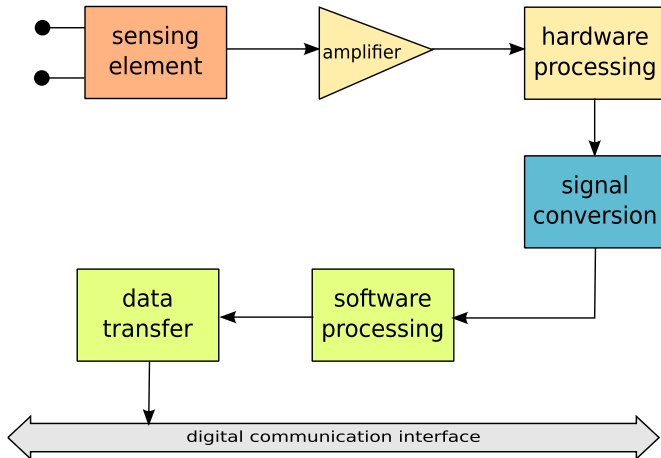 sensing
element
amplifier
hardware
processing
signal
conversion
data
transfer
software
processing
digital communication interface